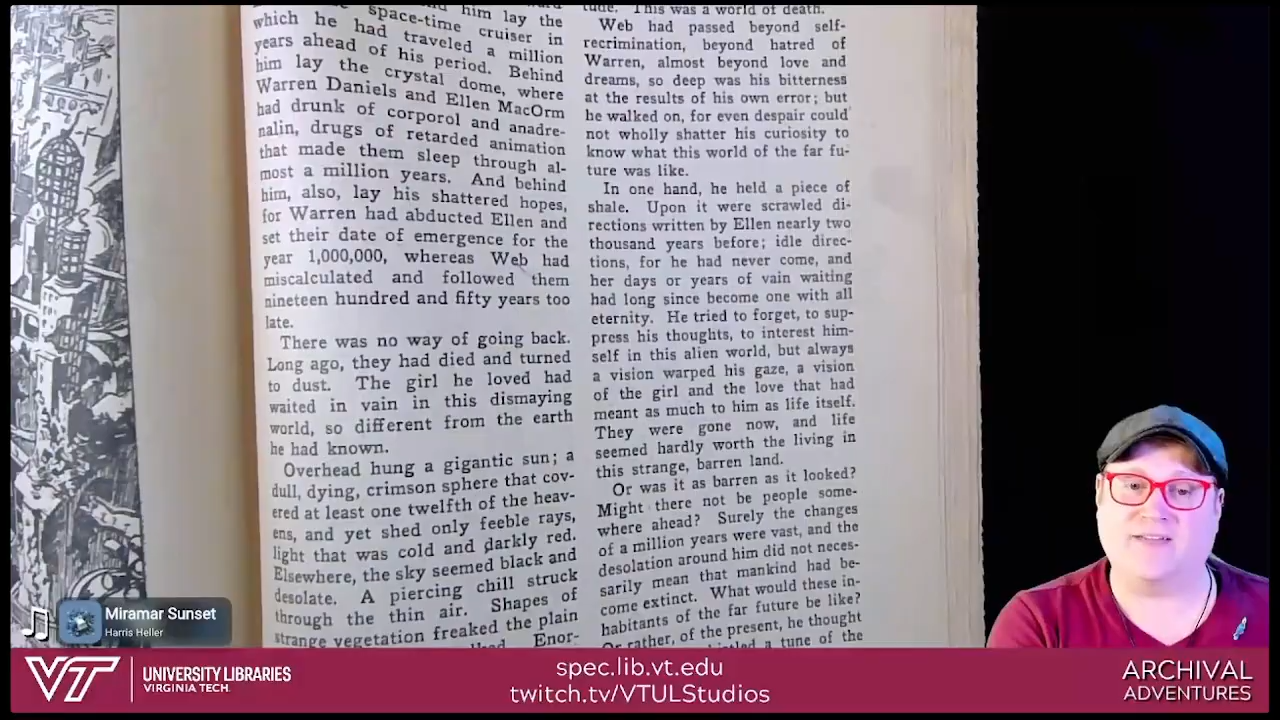 space-time cruiser in
which he had traveled a million
years ahead of his period. Behind
him lay the crystal dome, where
Warren Daniels and Ellen MacOrm
had drunk of corporol and anadre-
nalin, drugs of retarded animation
that made them sleep through al-
most a million years. And behind
him, also, lay his shattered hopes,
for Warren had abducted Ellen and
set their date of emergence for the
year 1,000,000, whereas Web had
miscalculated and followed them
nineteen hundred and fifty years too
late.
There was no way of going back.
Long ago, they had died and turned
to dust. The girl he loved had
waited in vain in this dismaying
world, so different from the earth
he had known.
Overhead hung a gigantic sun; a
dull, dying, crimson sphere that cov-
ered at least one twelfth of the heav-
ens, and yet shed only feeble rays,
light that was cold and darkly red.
Elsewhere, the sky seemed black and
desolate. A piercing chill struck
through the thin air. Shapes of
strange vegetation freaked the plain
Enor-
him lay the
tude. This was a world of death.
Web had passed beyond self-
recrimination, beyond hatred of
Warren, almost beyond love and
dreams, so deep was his bitterness
at the results of his own error; but
he walked on, for even despair could
not wholly shatter his curiosity to
know what this world of the far fu-
ture was like.
In one hand, he held a piece of
shale. Upon it were scrawled di-
rections written by Ellen nearly two
thousand years before; idle direc-
tions, for he had never come, and
her days or years of vain waiting
had long since become one with all
eternity. He tried to forget, to sup-
press his thoughts, to interest him-
self in this alien world, but always
a vision warped his gaze, a vision
of the girl and the love that had
meant as much to him as life itself.
They were gone now, and life
seemed hardly worth the living in
this strange, barren land.
Or was it as barren as it looked?
Might there not be people some-
where ahead? Surely the changes
of a million years were vast, and the
desolation around him did not neces-
sarily mean that mankind had be-
come extinct. What would these in-
habitants of the far future be like?
Or rather, of the present, he thought
a tune of the
Miramar Sunset
Harris Heller
VT
UNIVERSITY LIBRARIES
VIRGINIA TECH.
spec.lib.vt.edu
twitch.tv/VTULStudios
ARCHIVAL
ADVENTURES